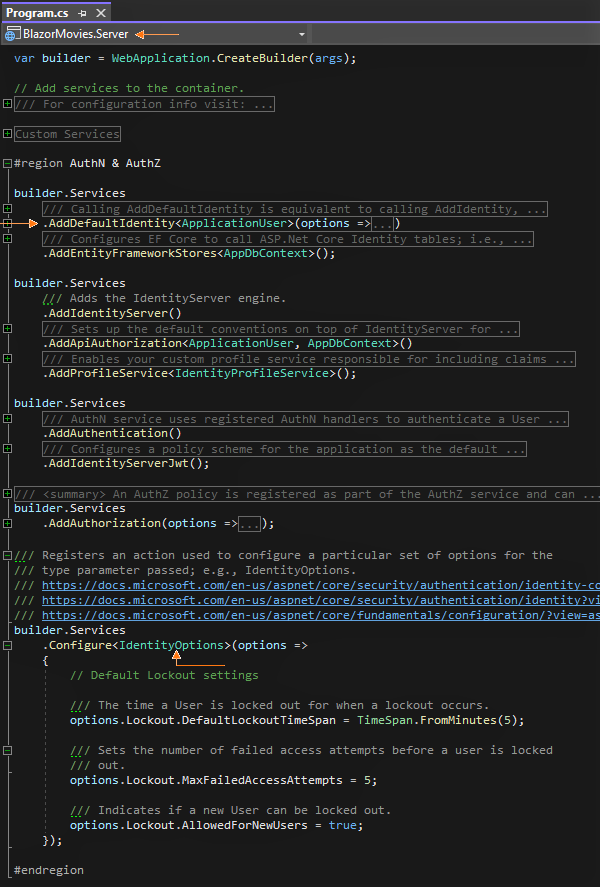 Program.cs
BlazorMovies.Server
var builder = WebApplication.CreateBuilder(args);
// Add services to the container.
/// For configuration info visit: ...
Custom Services
#region AuthN & AuthZ
builder.Services
/// Calling AddDefaultIdentity is equivalent to calling AddIdentity, ...
.AddDefaultIdentity<ApplicationUser>(options =>...)
/// Configures EF Core to call ASP.Net Core Identity tables; i.e., ...
.AddEntityFrameworkStores<AppDbContext>();
builder.Services
/// Adds the IdentityServer engine.
.AddIdentityServer()
/// Sets up the default conventions on top of IdentityServer for ...
.AddApiAuthorization<ApplicationUser, AppDbContext>()
/// Enables your custom profile service responsible for including claims ...
.AddProfileService<IdentityProfileService>();
builder.Services
/// AuthN service uses registered AuthN handlers to authenticate a User ...
.AddAuthentication()
/// Configures a policy scheme for the application as the default ...
.AddIdentityServerJwt();
/// <summary> An AuthZ policy is registered as part of the AuthZ service and can ...
builder.Services
.AddAuthorization(options =>...);
/// Registers an action used to configure a particular set of options for the
/// type parameter passed; e.g., IdentityOptions.
/// https://docs.microsoft.com/en-us/aspnet/core/security/authentication/identity-co
/// https://docs.microsoft.com/en-us/aspnet/core/security/authentication/identity?vi
/// https://docs.microsoft.com/en-us/aspnet/core/fundamentals/configuration/?view=as
builder.Services
.Configure<IdentityOptions>(options =>
{
// Default Lockout settings
/// The time a User is locked out for when a lockout occurs.
options.Lockout.DefaultLockoutTimeSpan = TimeSpan.FromMinutes(5);
/// Sets the number of failed access attempts before a user is locked
/// out.
options.Lockout.MaxFailedAccessAttempts = 5;
/// Indicates if a new User can be locked out.
options.Lockout.AllowedForNewUsers = true;
});
#endregion